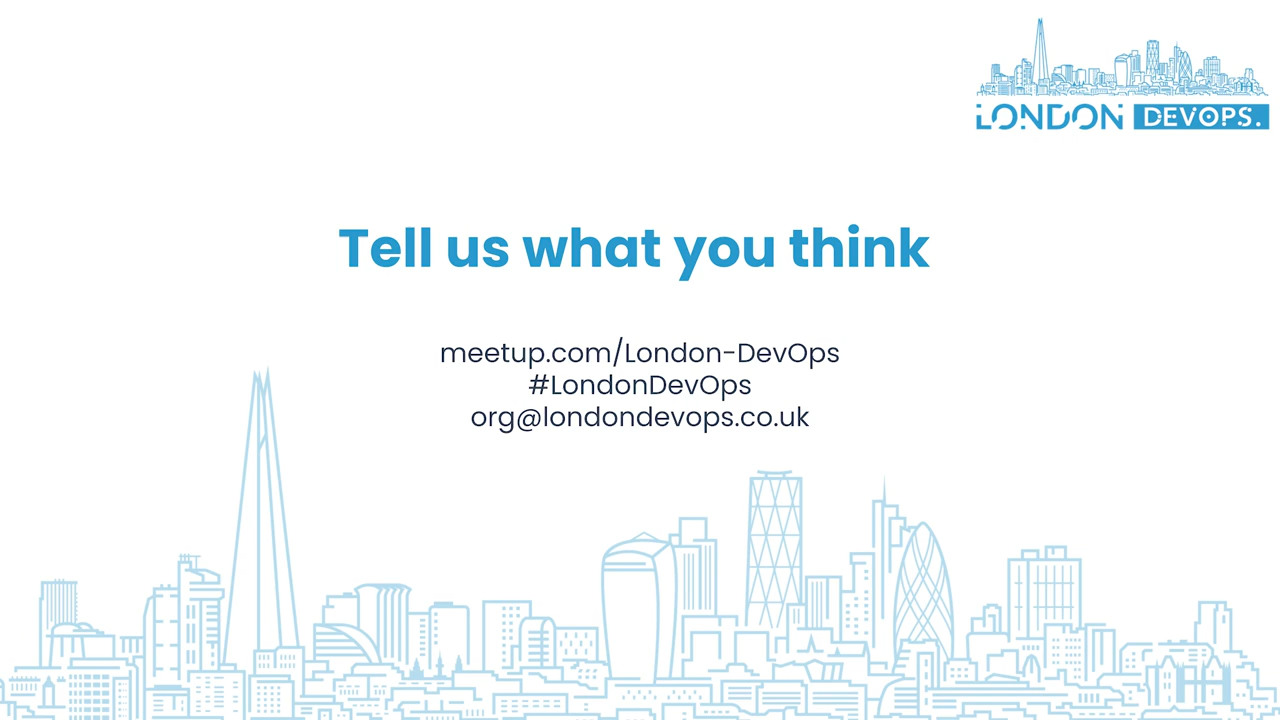 LONDON DEVOPS.
Tell us what you think
meetup.com/London-DevOps
#LondonDevOps
org@londondevops.co.uk